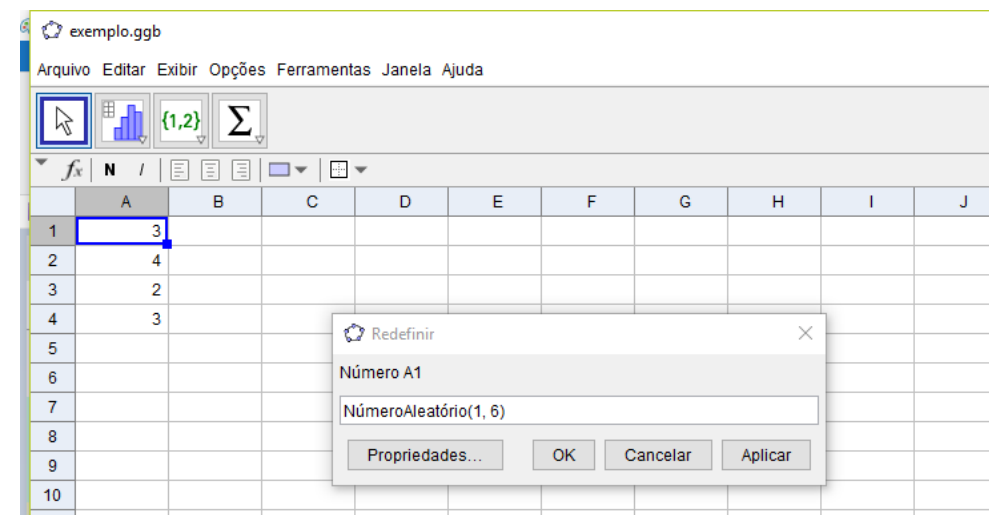 exemplo.ggb
Arquivo Editar Exibir Opções Ferramentas Janela Ajuda
{1,2} Σ
fx N I
A B C D E F G H I J
1 3
2 4
3 2
4 3
Redefinir
5
Número A1
6
7 NúmeroAleatório(1, 6)
8
Propriedades... OK Cancelar Aplicar
9
10